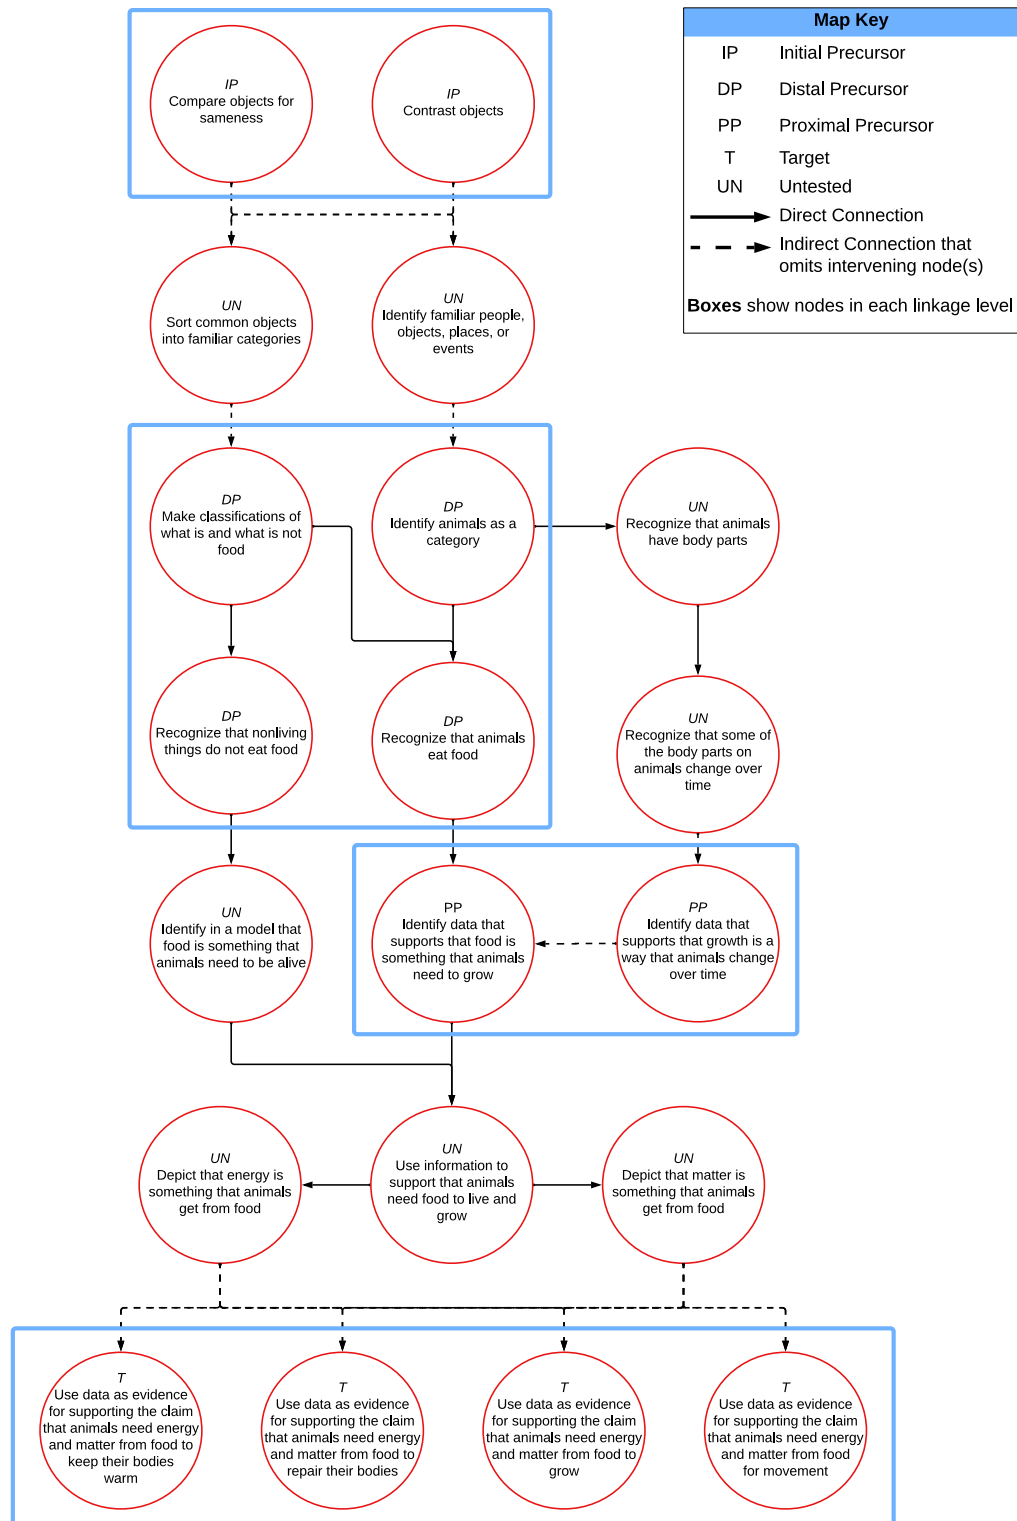 Map Key
IP Initial Precursor
DP Distal Precursor
PP Proximal Precursor
T Target
UN Untested
Direct Connection
Indirect Connection that
omits intervening node(s)
Boxes show nodes in each linkage level
IP
Compare objects for
sameness
IP
Contrast objects
UN
Sort common objects
into familiar categories
UN
Identify familiar people,
objects, places, or
events
DP
Make classifications of
what is and what is not
food
DP
Identify animals as a
category
UN
Recognize that animals
have body parts
DP
Recognize that nonliving
things do not eat food
DP
Recognize that animals
eat food
UN
Recognize that some of
the body parts on
animals change over
time
UN
Identify in a model that
food is something that
animals need to be alive
PP
Identify data that
supports that food is
something that animals
need to grow
PP
Identify data that
supports that growth is a
way that animals change
over time
UN
Depict that energy is
something that animals
get from food
UN
Use information to
support that animals
need food to live and
grow
UN
Depict that matter is
something that animals
get from food
T
Use data as evidence
for supporting the claim
that animals need energy
and matter from food to
keep their bodies
warm
T
Use data as evidence
for supporting the claim
that animals need energy
and matter from food to
repair their bodies
T
Use data as evidence
for supporting the claim
that animals need energy
and matter from food to
grow
T
Use data as evidence
for supporting the claim
that animals need energy
and matter from food
for movement